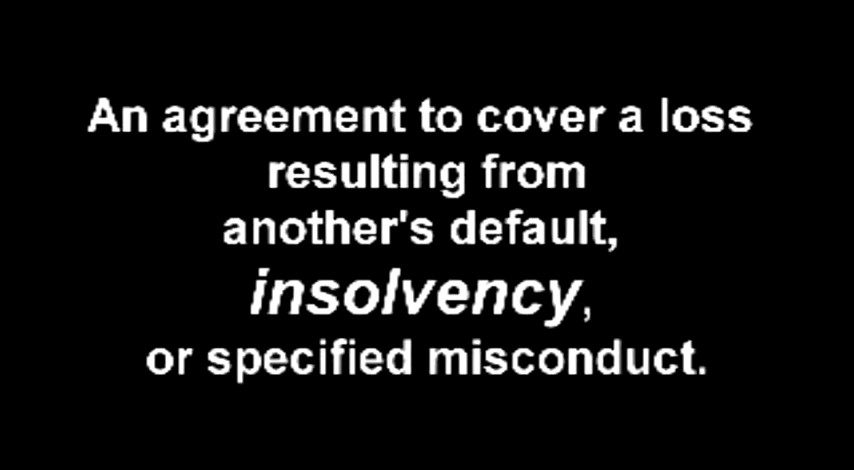 An agreement to cover a loss
resulting from
another's default,
insolvency,
or specified misconduct.